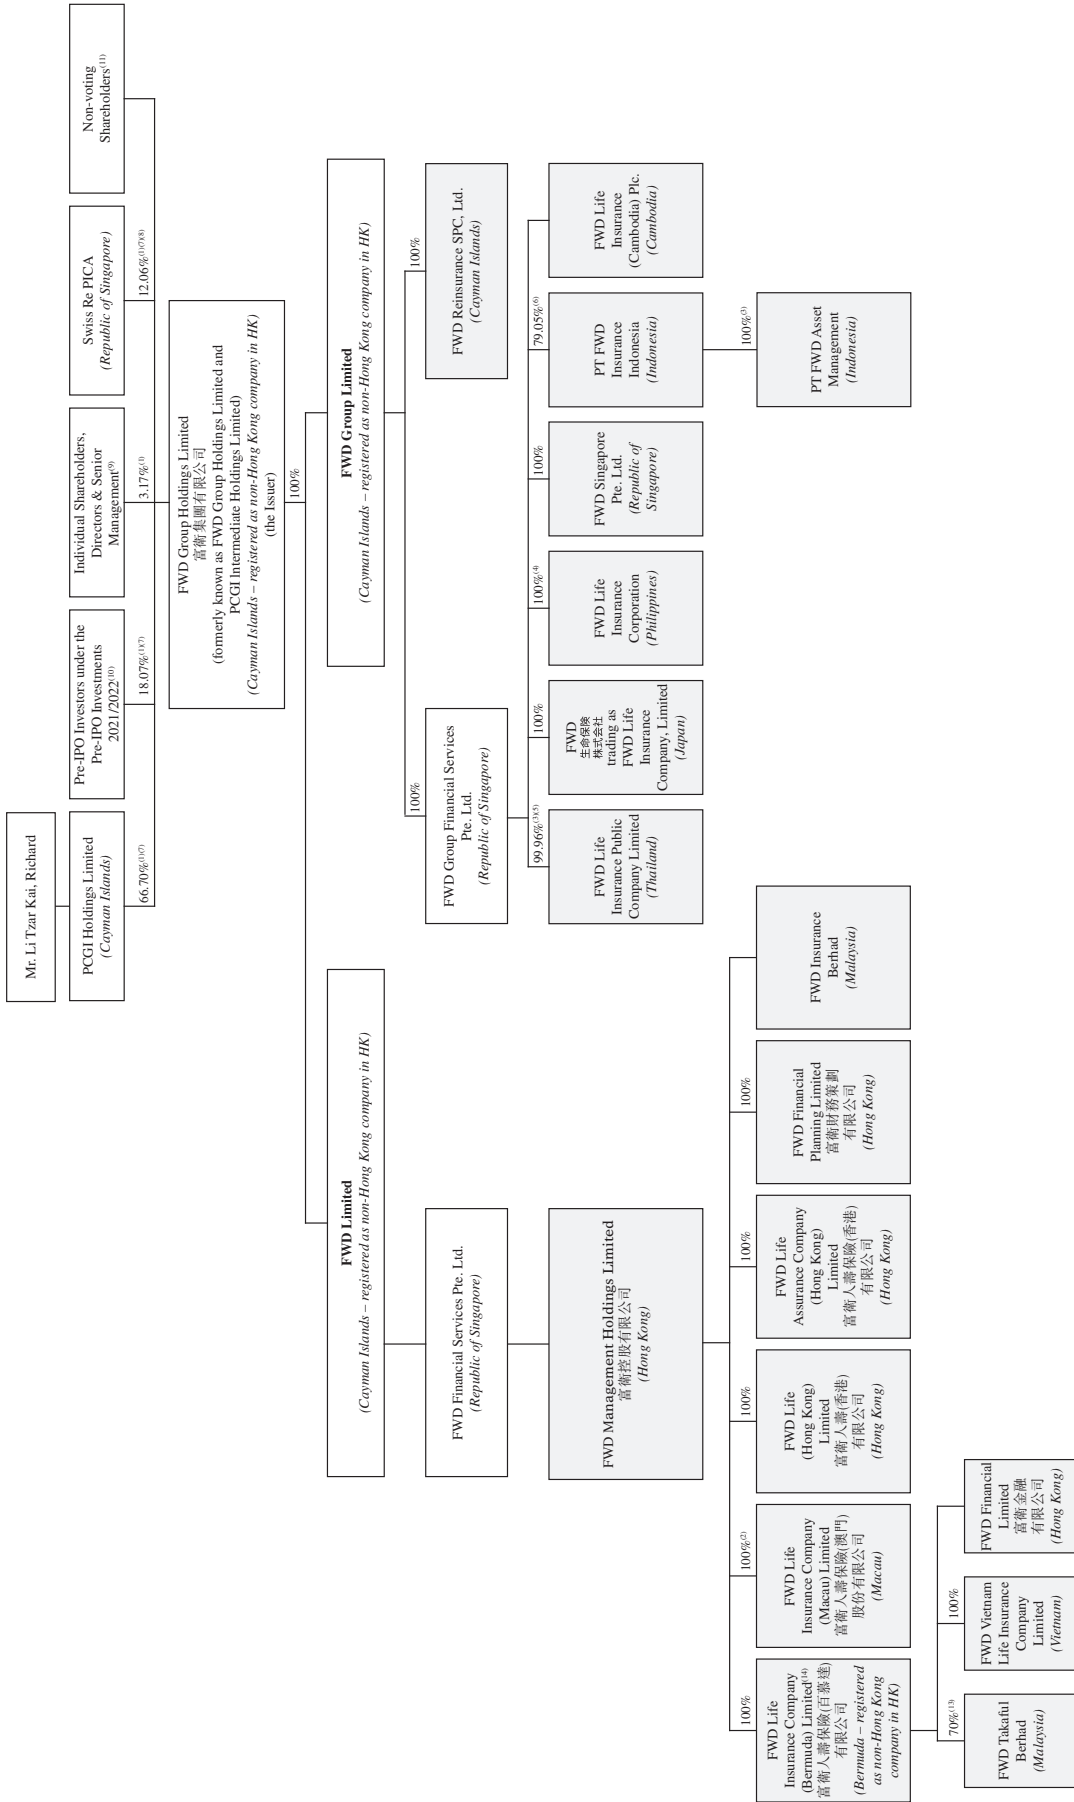 Mr. Li Tzar Kai, Richard
PCGI Holdings Limited
(Cayman Islands)
Pre-IPO Investors under the
Pre-IPO Investments
2021/2022(10)
Individual Shareholders,
Directors & Senior
Management(9)
Swiss Re PICA
(Republic of Singapore)
Non-voting
Shareholders(11)
66.70%(1)(7)
18.07%(1)(7)
3.17%(1)
12.06%(1)(7)(8)
FWD Group Holdings Limited
富衛集團有限公司
(formerly known as FWD Group Holdings Limited and
PCGI Intermediate Holdings Limited)
(Cayman Islands – registered as non-Hong Kong company in HK)
(the Issuer)
100%
FWD Limited
(Cayman Islands – registered as non-Hong Kong company in HK)
FWD Group Limited
(Cayman Islands – registered as non-Hong Kong company in HK)
100%
100%
FWD Financial Services Pte. Ltd.
(Republic of Singapore)
FWD Group Financial Services
Pte. Ltd.
(Republic of Singapore)
FWD Reinsurance SPC, Ltd.
(Cayman Islands)
99.96%(3)(5)
100%
100%(4)
100%
79.05%(6)
FWD Management Holdings Limited
富衛控股有限公司
(Hong Kong)
FWD Life
Insurance Public
Company Limited
(Thailand)
FWD
生命保険
株式会社
trading as
FWD Life
Insurance
Company, Limited
(Japan)
FWD Life
Insurance
Corporation
(Philippines)
FWD Singapore
Pte. Ltd.
(Republic of
Singapore)
PT FWD
Insurance
Indonesia
(Indonesia)
FWD Life
Insurance
(Cambodia) Plc.
(Cambodia)
100%
100%(2)
100%
100%
100%
100%(3)
FWD Life
Insurance Company
(Bermuda) Limited(14)
富衛人壽保險(百慕達)
有限公司
(Bermuda – registered
as non-Hong Kong
company in HK)
FWD Life
Insurance Company
(Macau) Limited
富衛人壽保險(澳門)
股份有限公司
(Macau)
FWD Life
(Hong Kong)
Limited
富衛人壽(香港)
有限公司
(Hong Kong)
FWD Life
Assurance Company
(Hong Kong)
Limited
富衛人壽保險(香港)
有限公司
(Hong Kong)
FWD Financial
Planning Limited
富衛財務策劃
有限公司
(Hong Kong)
FWD Insurance
Berhad
(Malaysia)
PT FWD Asset
Management
(Indonesia)
70%(13)
100%
FWD Takaful
Berhad
(Malaysia)
FWD Vietnam
Life Insurance
Company
Limited
(Vietnam)
FWD Financial
Limited
富衛金融
有限公司
(Hong Kong)